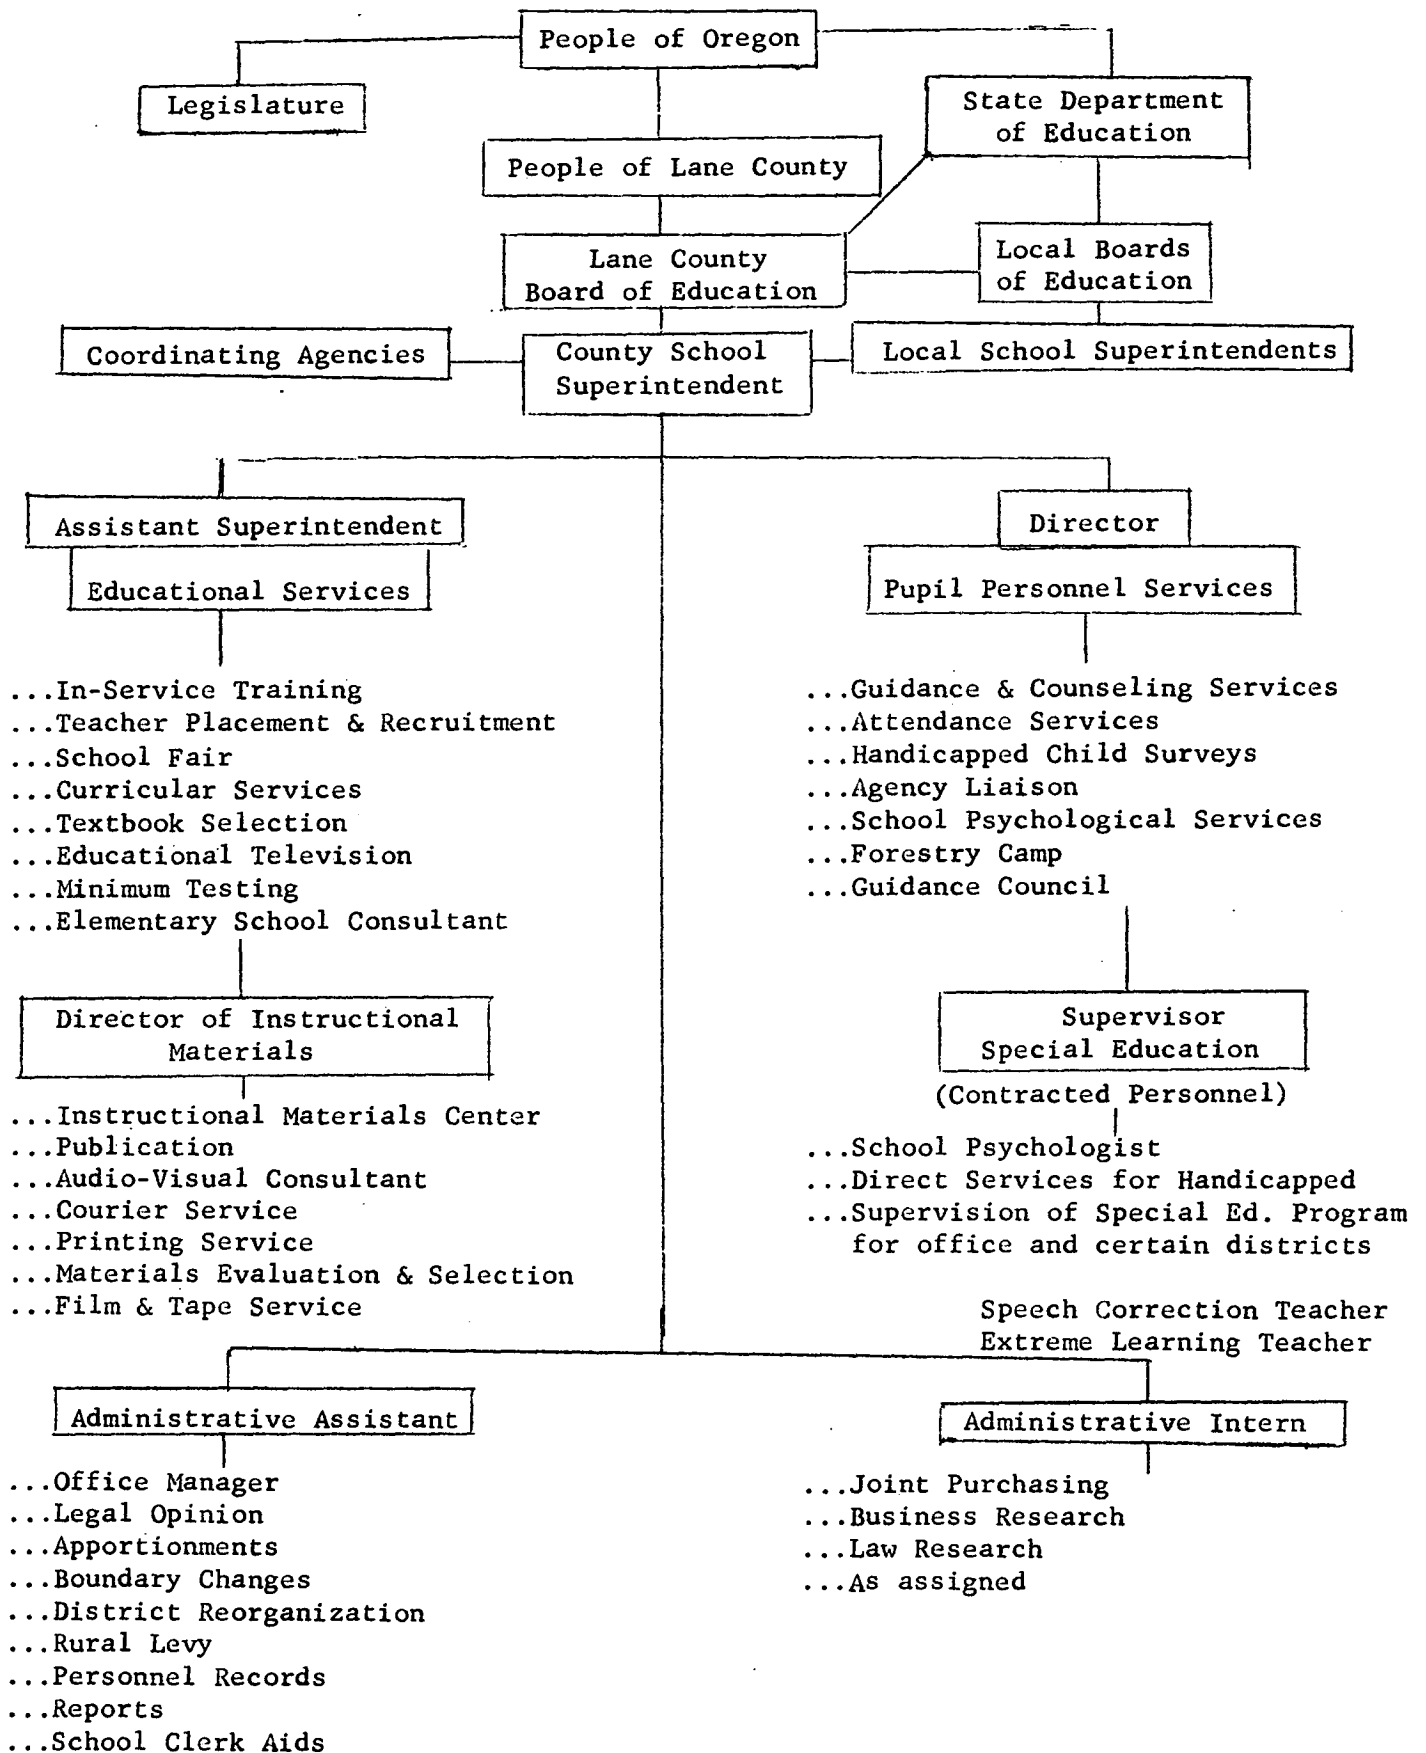 People of Oregon
Legislature
State Department
of Education
People of Lane County
Lane County
Board of Education
Local Boards
of Education
Coordinating Agencies
County School
Superintendent
Local School Superintendents
Assistant Superintendent
Educational Services
...In-Service Training
...Teacher Placement & Recruitment
...School Fair
...Curricular Services
...Textbook Selection
...Educational Television
...Minimum Testing
...Elementary School Consultant
Director of Instructional
Materials
...Instructional Materials Center
...Publication
...Audio-Visual Consultant
...Courier Service
...Printing Service
...Materials Evaluation & Selection
...Film & Tape Service
Director
Pupil Personnel Services
...Guidance & Counseling Services
...Attendance Services
...Handicapped Child Surveys
...Agency Liaison
...School Psychological Services
...Forestry Camp
...Guidance Council
Supervisor
Special Education
(Contracted Personnel)
...School Psychologist
...Direct Services for Handicapped
...Supervision of Special Ed. Program
for office and certain districts
Speech Correction Teacher
Extreme Learning Teacher
Administrative Assistant
...Office Manager
...Legal Opinion
...Apportionments
...Boundary Changes
...District Reorganization
...Rural Levy
...Personnel Records
...Reports
...School Clerk Aids
Administrative Intern
...Joint Purchasing
...Business Research
...Law Research
...As assigned